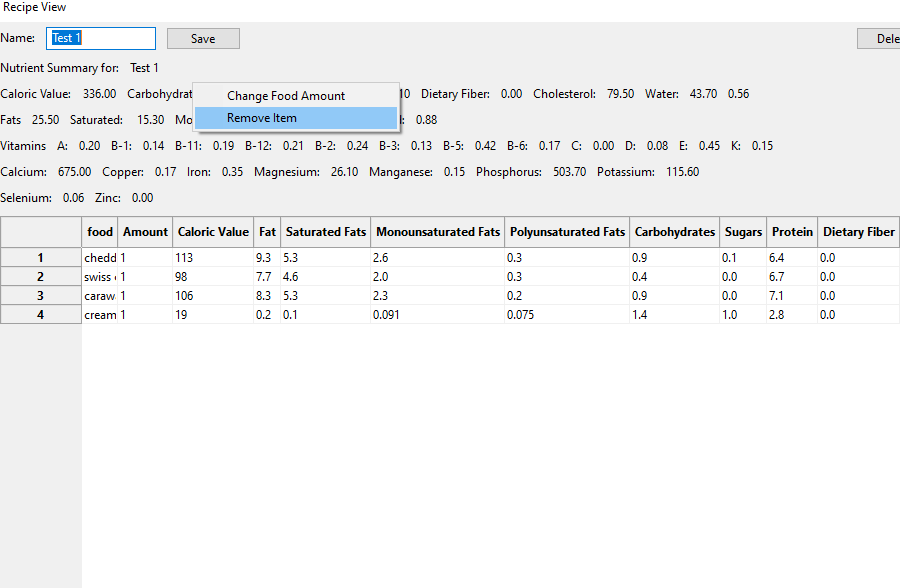 Recipe View
Name: Test 1 Save Dele
Nutrient Summary for: Test 1
Caloric Value: 336.00 Carbohydrat 10 Dietary Fiber: 0.00 Cholesterol: 79.50 Water: 43.70 0.56
Change Food Amount
Remove Item
Fats 25.50 Saturated: 15.30 Mo : 0.88
Vitamins A: 0.20 B-1: 0.14 B-11: 0.19 B-12: 0.21 B-2: 0.24 B-3: 0.13 B-5: 0.42 B-6: 0.17 C: 0.00 D: 0.08 E: 0.45 K: 0.15
Calcium: 675.00 Copper: 0.17 Iron: 0.35 Magnesium: 26.10 Manganese: 0.15 Phosphorus: 503.70 Potassium: 115.60
Selenium: 0.06 Zinc: 0.00
food Amount Caloric Value Fat Saturated Fats Monounsaturated Fats Polyunsaturated Fats Carbohydrates Sugars Protein Dietary Fiber
1 chedd 1 113 9.3 5.3 2.6 0.3 0.9 0.1 6.4 0.0
2 swiss 1 98 7.7 4.6 2.0 0.3 0.4 0.0 6.7 0.0
3 caraw 1 106 8.3 5.3 2.3 0.2 0.9 0.0 7.1 0.0
4 cream 1 19 0.2 0.1 0.091 0.075 1.4 1.0 2.8 0.0